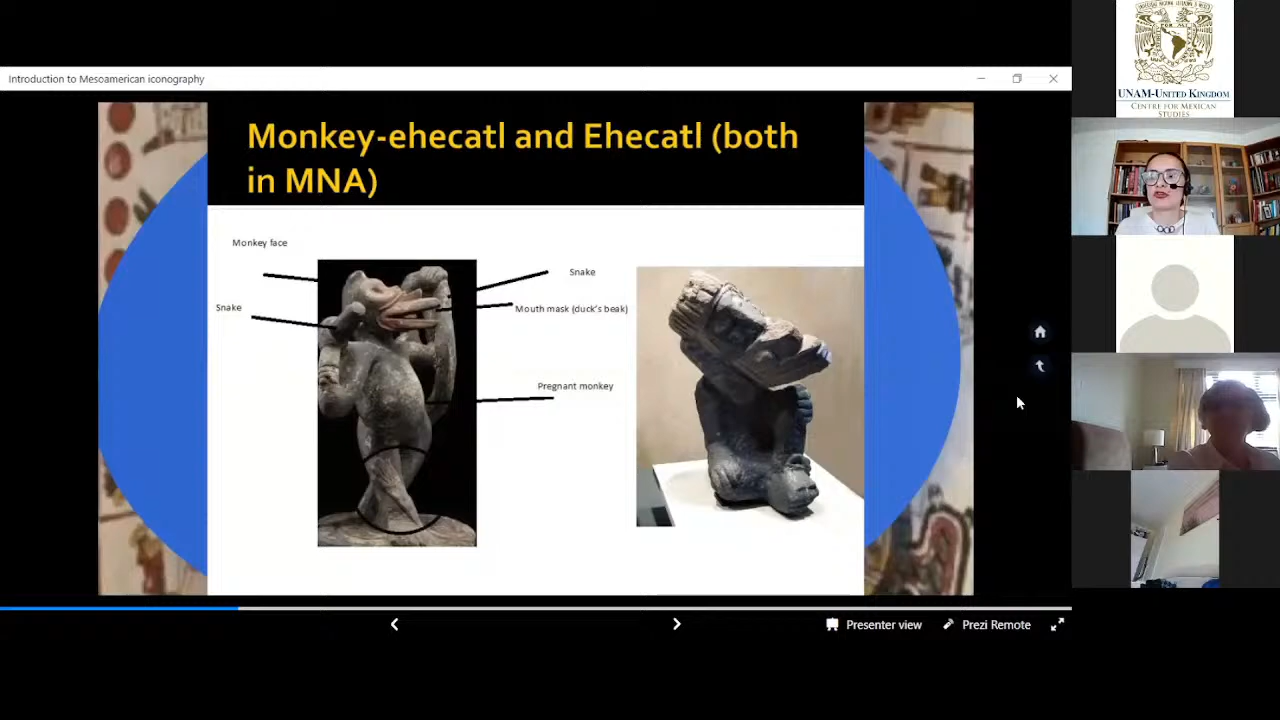 Introduction to Mesoamerican iconography
Monkey-ehecatl and Ehecatl (both
in MNA)
Monkey face
Snake
Snake
Mouth mask (duck's beak)
Pregnant monkey
Presenter view
Prezi Remote
UNAM-UNITED KINGDOM
CENTRE FOR MEXICAN
STUDIES